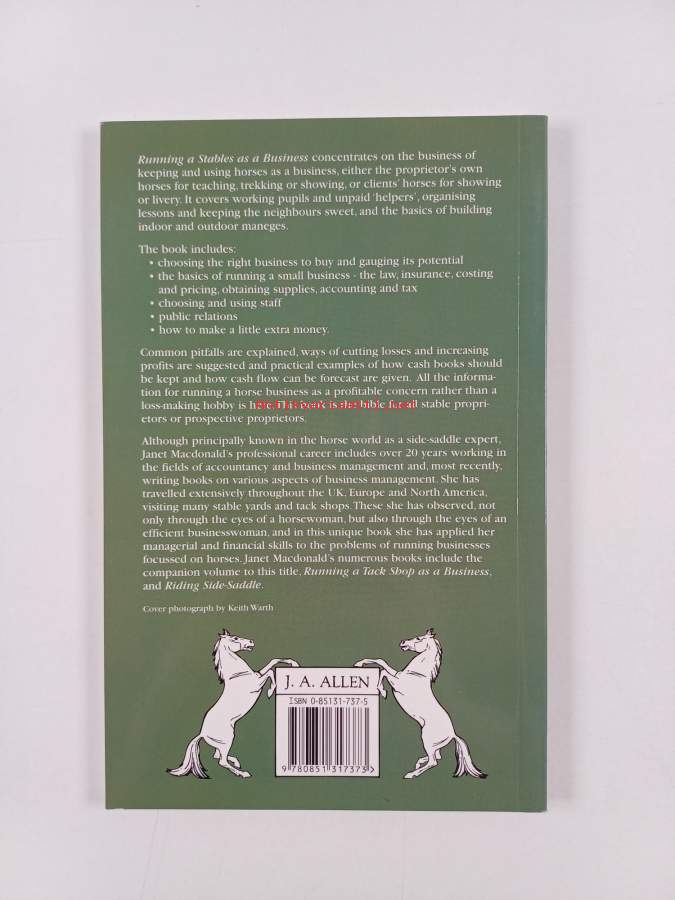 Running a Stables as a Business concentrates on the business of
keeping and using horses as a business, either the proprietor's own
horses for teaching, trekking or showing, or clients' horses for showing
or livery. It covers working pupils and unpaid 'helpers', organising
lessons and keeping the neighbours sweet, and the basics of building
indoor and outdoor maneges.
The book includes:
• choosing the right business to buy and gauging its potential
• the basics of running a small business - the law, insurance, costing
and pricing, obtaining supplies, accounting and tax
• choosing and using staff
• public relations
• how to make a little extra money.
Common pitfalls are explained, ways of cutting losses and increasing
profits are suggested and practical examples of how cash books should
be kept and how cash flow can be forecast are given. All the informa-
tion for running a horse business as a profitable concern rather than a
loss-making hobby is here. This book is the bible for all stable propri-
etors or prospective proprietors.
Although principally known in the horse world as a side-saddle expert,
Janet Macdonald's professional career includes over 20 years working in
the fields of accountancy and business management and, most recently,
writing books on various aspects of business management. She has
travelled extensively throughout the UK, Europe and North America,
visiting many stable yards and tack shops. These she has observed, not
only through the eyes of a horsewoman, but also through the eyes of an
efficient businesswoman, and in this unique book she has applied her
managerial and financial skills to the problems of running businesses
focussed on horses. Janet Macdonald's numerous books include the
companion volume to this title, Running a Tack Shop as a Business,
and Riding Side-Saddle.
Cover photograph by Keith Warth
J. A. ALLEN
ISBN 0-85131-737-5
9 780851 317373 >